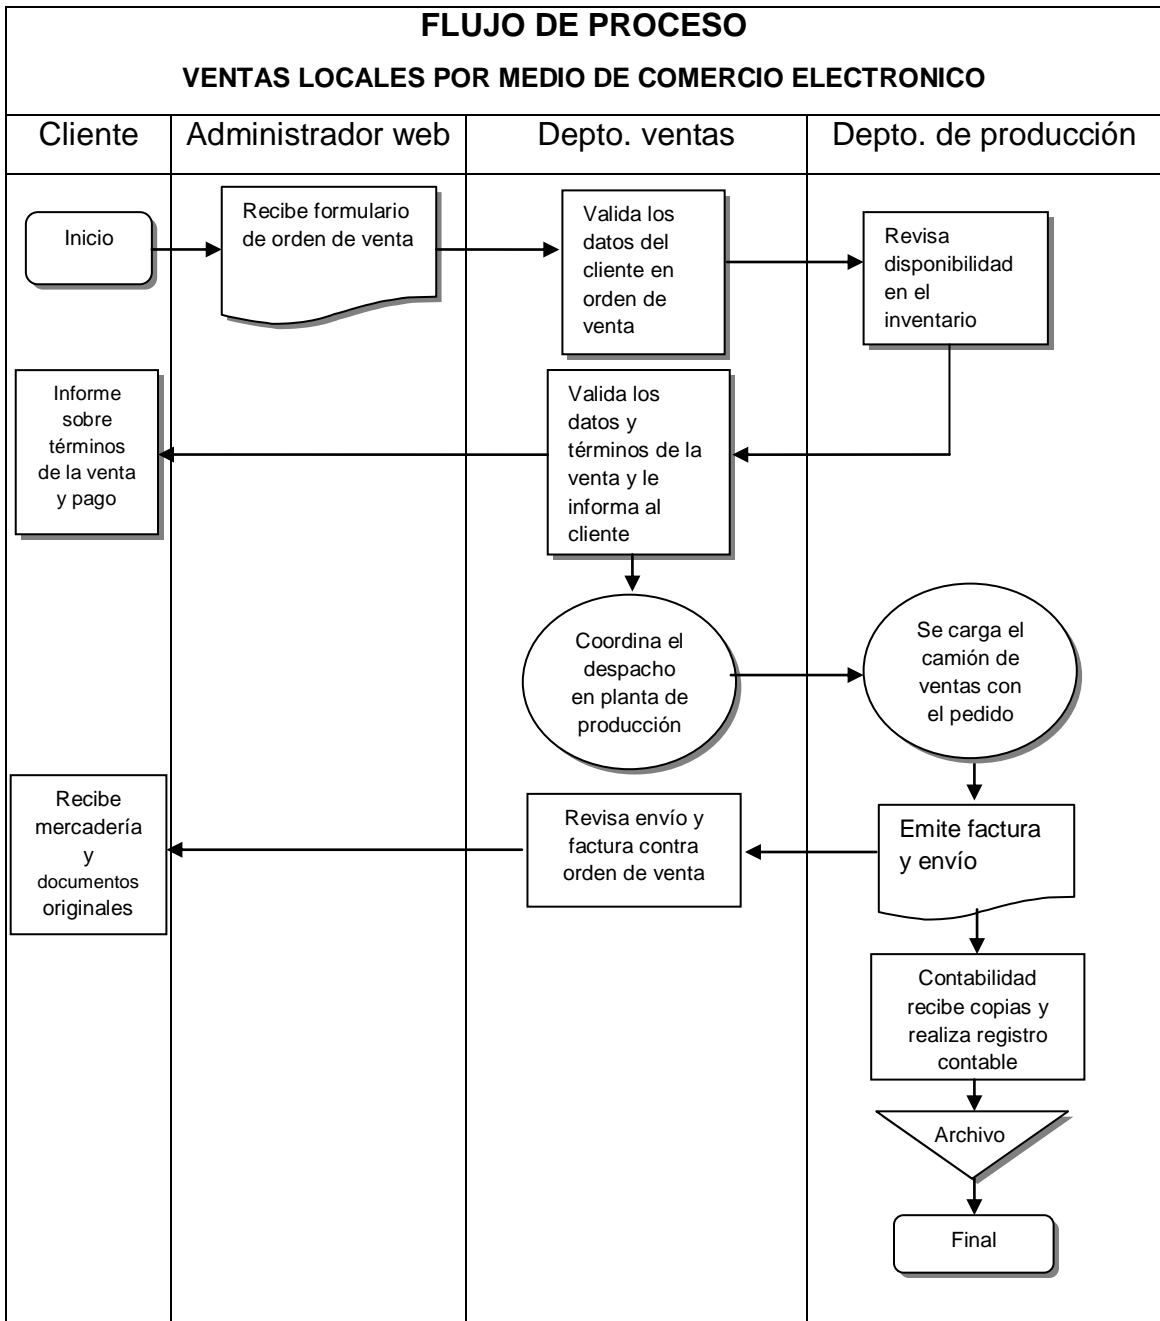 FLUJO DE PROCESO
VENTAS LOCALES POR MEDIO DE COMERCIO ELECTRONICO
Cliente
Administrador web
Depto. ventas
Depto. de producción
Inicio
Recibe formulario
de orden de venta
Valida los
datos del
cliente en
orden de
venta
Revisa
disponibilidad
en el
inventario
Informe
sobre
términos
de la venta
y pago
Valida los
datos y
términos de la
venta y le
informa al
cliente
Coordina el
despacho
en planta de
producción
Se carga el
camión de
ventas con
el pedido
Recibe
mercadería
y
documentos
originales
Revisa envío y
factura contra
orden de venta
Emite factura
y envío
Contabilidad
recibe copias y
realiza registro
contable
Archivo
Final